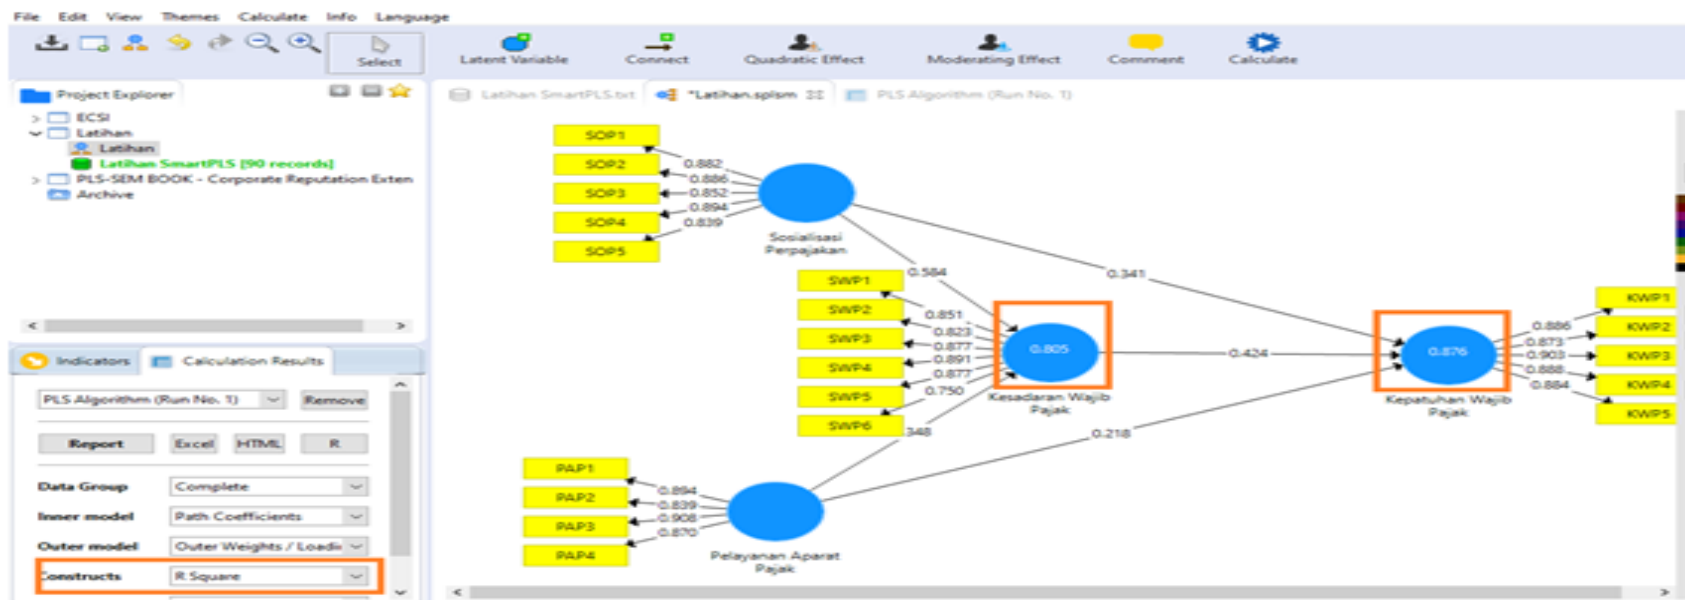 File Edit View Themes Calculate Info Language
Select
Latent Variable
Connect
Quadratic Effect
Moderating Effect
Comment
Calculate
Project Explorer
ECSI
Latihan
Latihan
Latihan SmartPLS [90 records]
PLS-SEM BOOK - Corporate Reputation Exten
Archive
Indicators
Calculation Results
PLS Algorithm (Run No. 1)
Remove
Report
Excel
HTML
R
Data Group
Complete
Inner model
Path Coefficients
Outer model
Outer Weights / Loadin
Constructs
R Square
Latihan SmartPLS.txt
*Latihan.splsm
PLS Algorithm (Run No. 1)
SOP1
SOP2
SOP3
SOP4
SOP5
0.882
0.886
0.852
0.894
0.839
Sosialisasi
Perpajakan
0.584
0.341
SWP1
SWP2
SWP3
SWP4
SWP5
SWP6
0.851
0.823
0.877
0.891
0.877
0.750
0.805
Kesadaran Wajib
Pajak
0.424
348
0.218
0.876
Kepatuhan Wajib
Pajak
0.886
0.873
0.903
0.888
0.884
KWP1
KWP2
KWP3
KWP4
KWP5
PAP1
PAP2
PAP3
PAP4
0.894
0.839
0.908
0.870
Pelayanan Aparat
Pajak